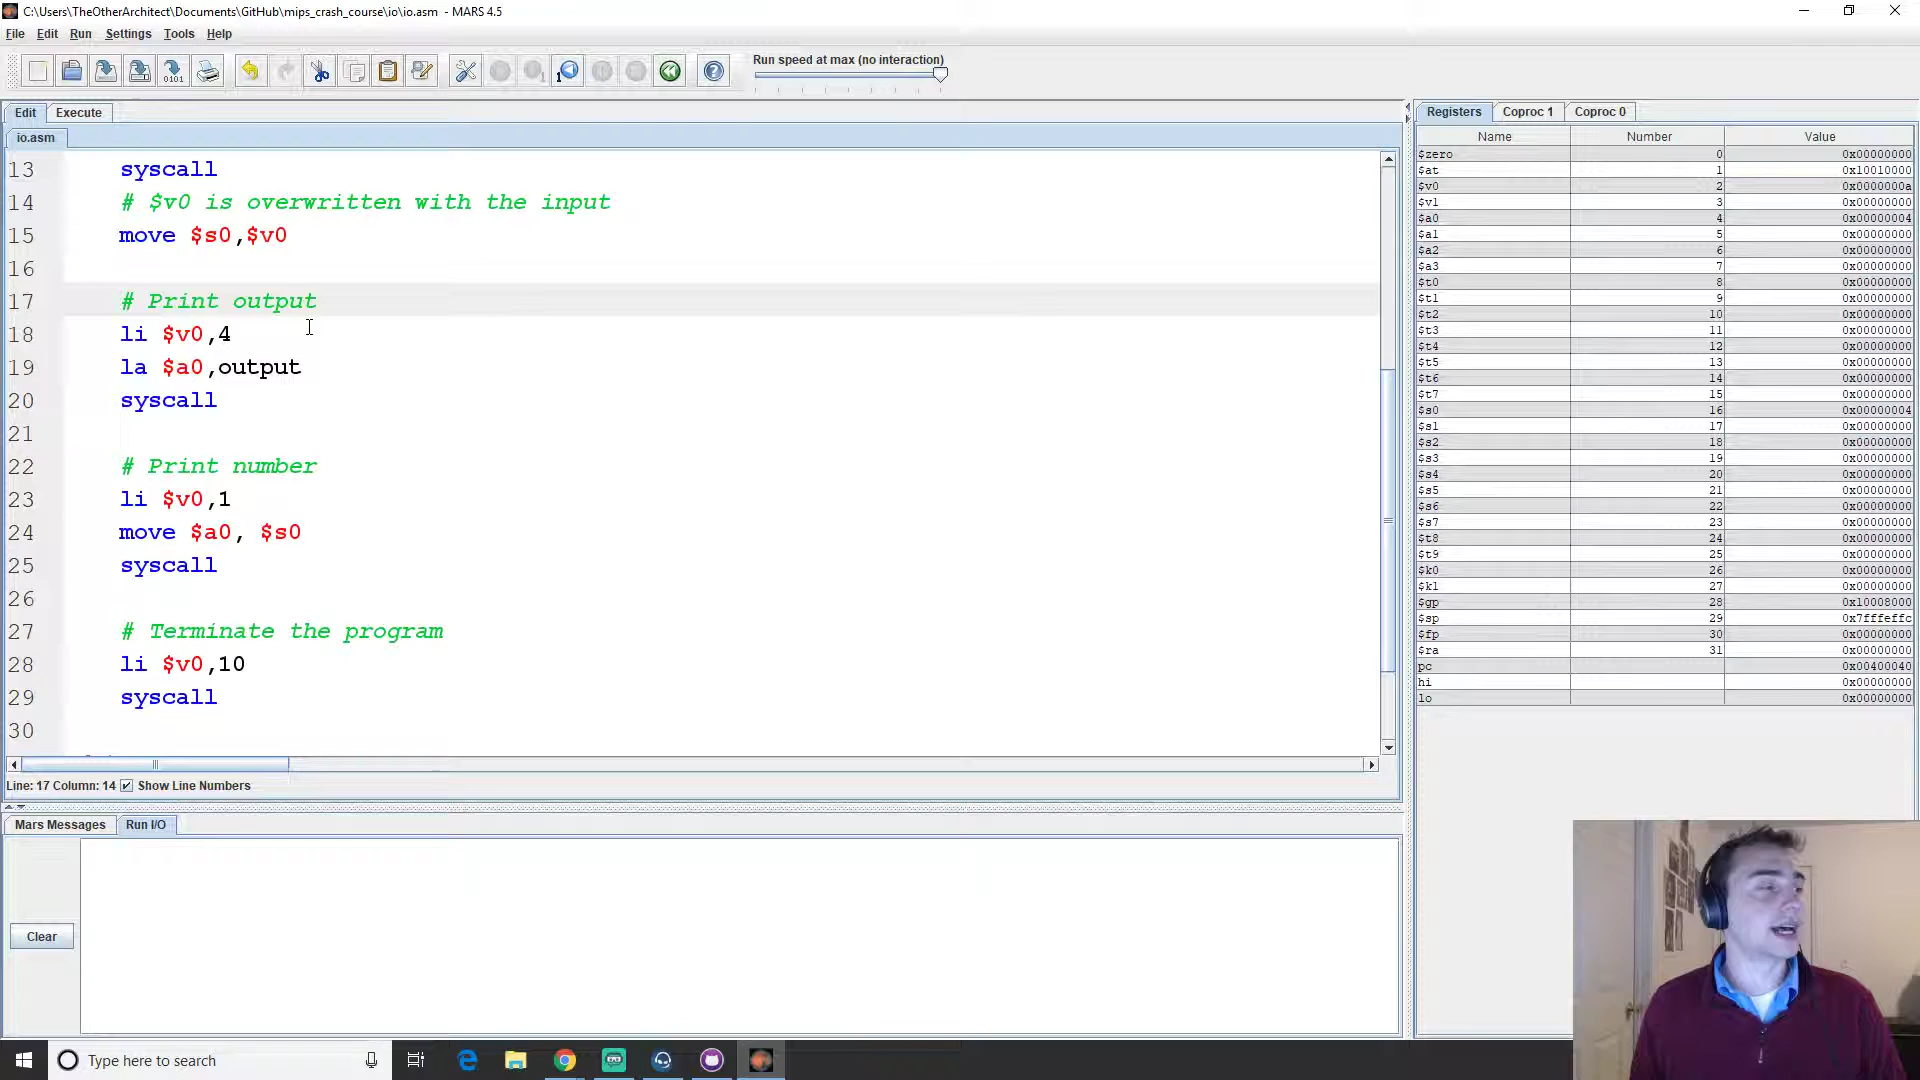 C:\Users\TheOtherArchitect\Documents\GitHub\mips_crash_course\io\io.asm - MARS 4.5
File Edit Run Settings Tools Help
Run speed at max (no interaction)
Edit Execute
io.asm
13 syscall
14 # $v0 is overwritten with the input
15 move $s0,$v0
16
17 # Print output
18 li $v0,4
19 la $a0,output
20 syscall
21
22 # Print number
23 li $v0,1
24 move $a0, $s0
25 syscall
26
27 # Terminate the program
28 li $v0,10
29 syscall
30
Line: 17 Column: 14 Show Line Numbers
Mars Messages Run I/O
Clear
Registers Coproc 1 Coproc 0
Name Number Value
$zero 0 0x00000000
$at 1 0x10010000
$v0 2 0x0000000a
$v1 3 0x00000000
$a0 4 0x00000004
$a1 5 0x00000000
$a2 6 0x00000000
$a3 7 0x00000000
$t0 8 0x00000000
$t1 9 0x00000000
$t2 10 0x00000000
$t3 11 0x00000000
$t4 12 0x00000000
$t5 13 0x00000000
$t6 14 0x00000000
$t7 15 0x00000000
$s0 16 0x00000004
$s1 17 0x00000000
$s2 18 0x00000000
$s3 19 0x00000000
$s4 20 0x00000000
$s5 21 0x00000000
$s6 22 0x00000000
$s7 23 0x00000000
$t8 24 0x00000000
$t9 25 0x00000000
$k0 26 0x00000000
$k1 27 0x00000000
$gp 28 0x10008000
$sp 29 0x7fffeffc
$fp 30 0x00000000
$ra 31 0x00000000
pc 0x00400040
hi 0x00000000
lo 0x00000000
Type here to search